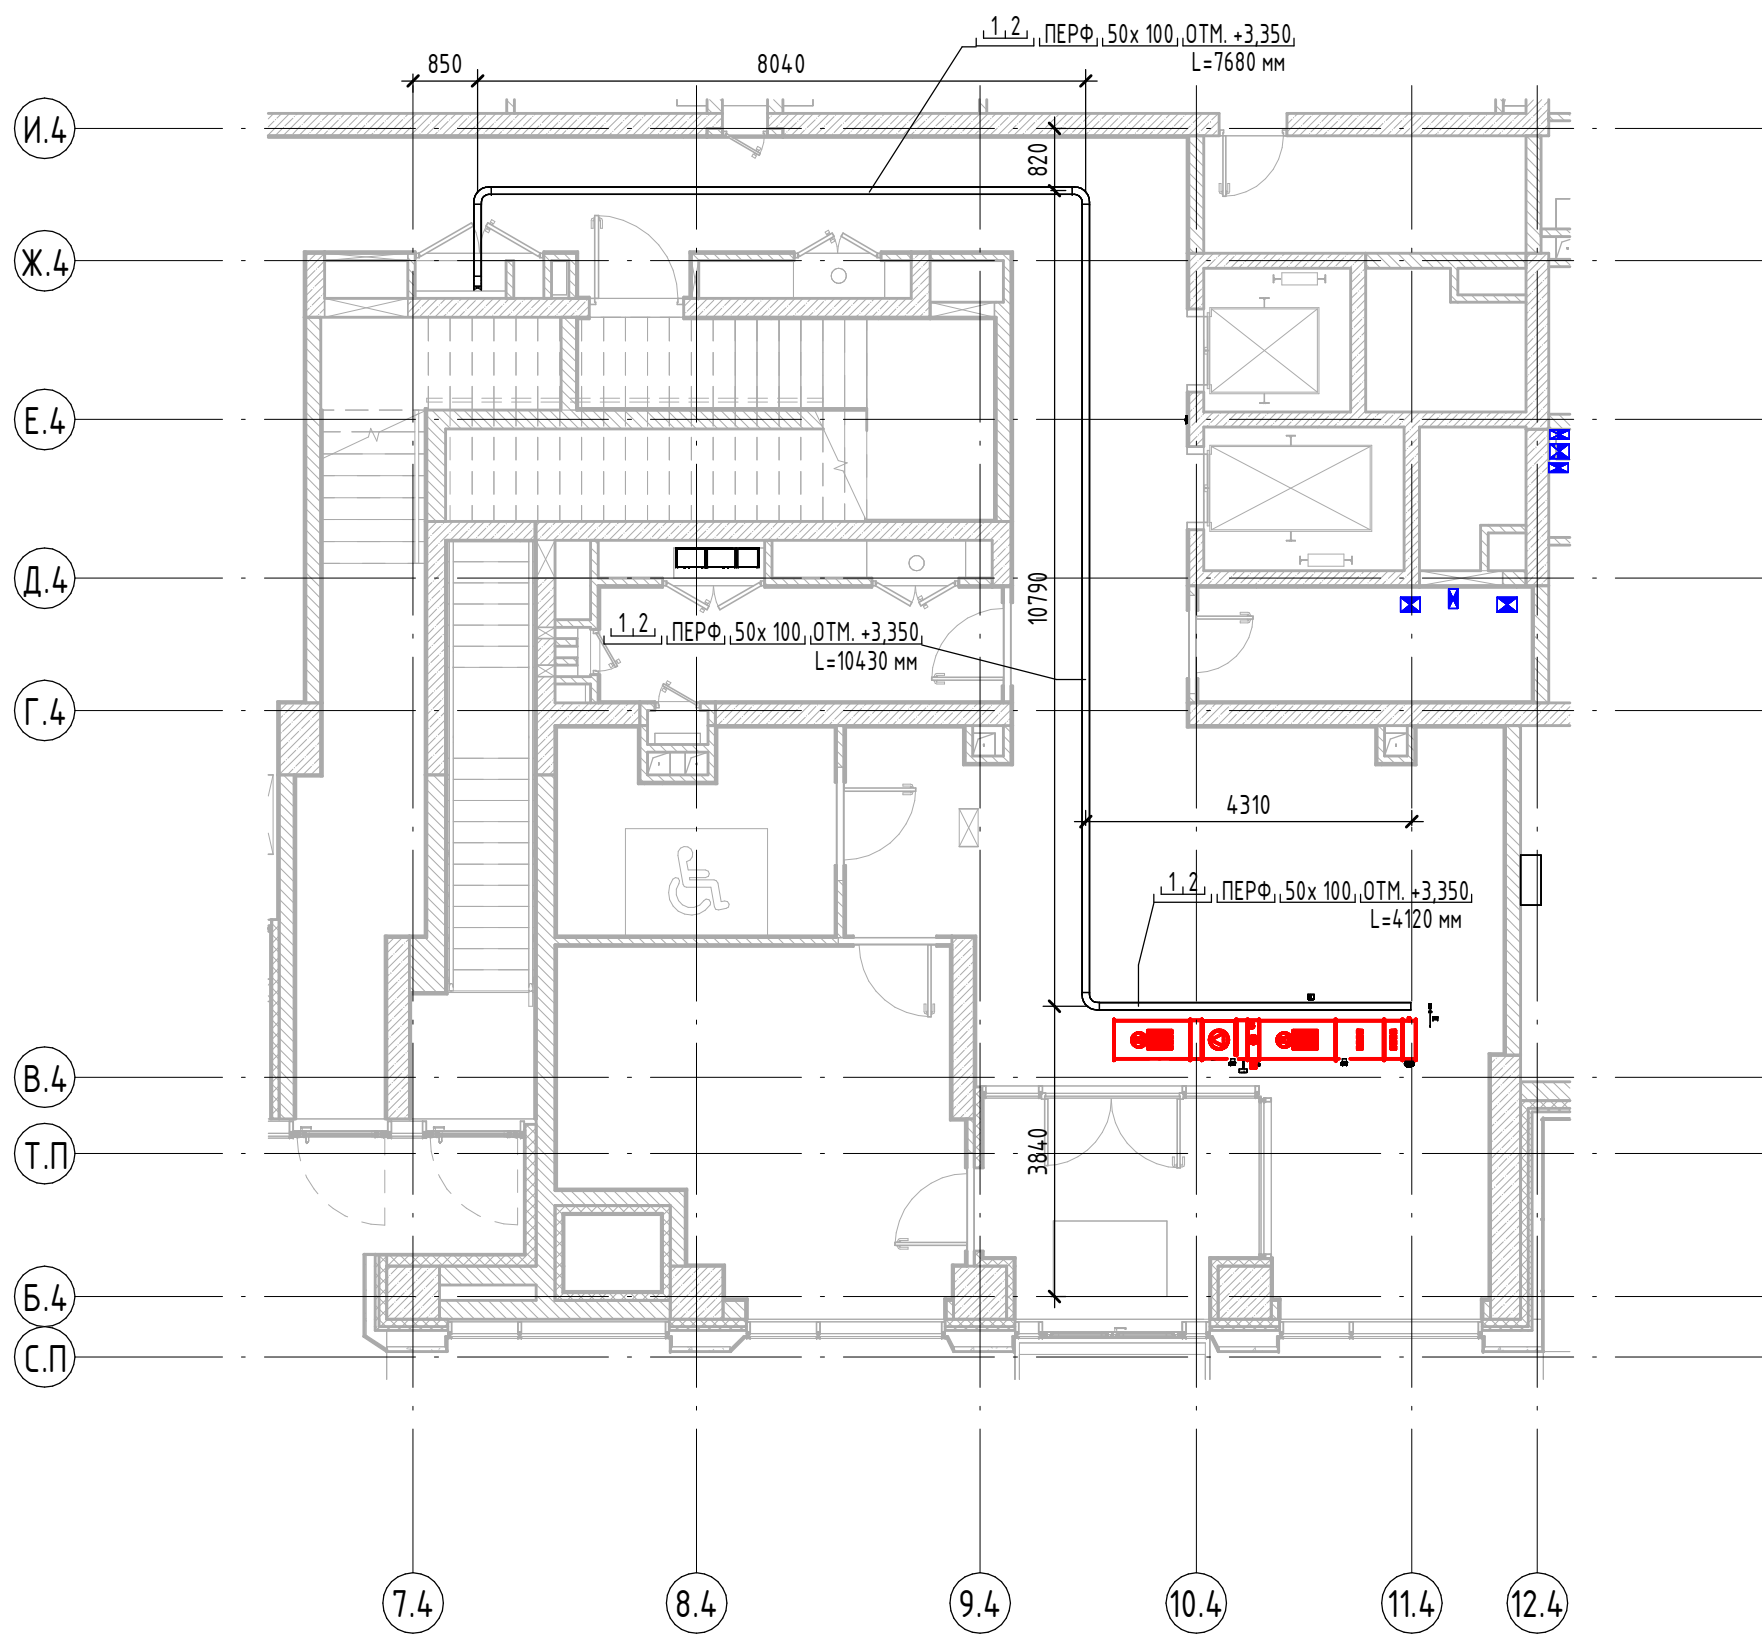 1,2 ПЕРФ. 50х 100 ОТМ. +3,350
L=7680 мм
850
8040
И.4
820
Ж.4
Е.4
Д.4
10790
1,2 ПЕРФ. 50х 100 ОТМ. +3,350
L=10430 мм
Г.4
4310
1,2 ПЕРФ. 50х 100 ОТМ. +3,350
L=4120 мм
В.4
Т.П
3840
Б.4
С.П
7.4
8.4
9.4
10.4
11.4
12.4